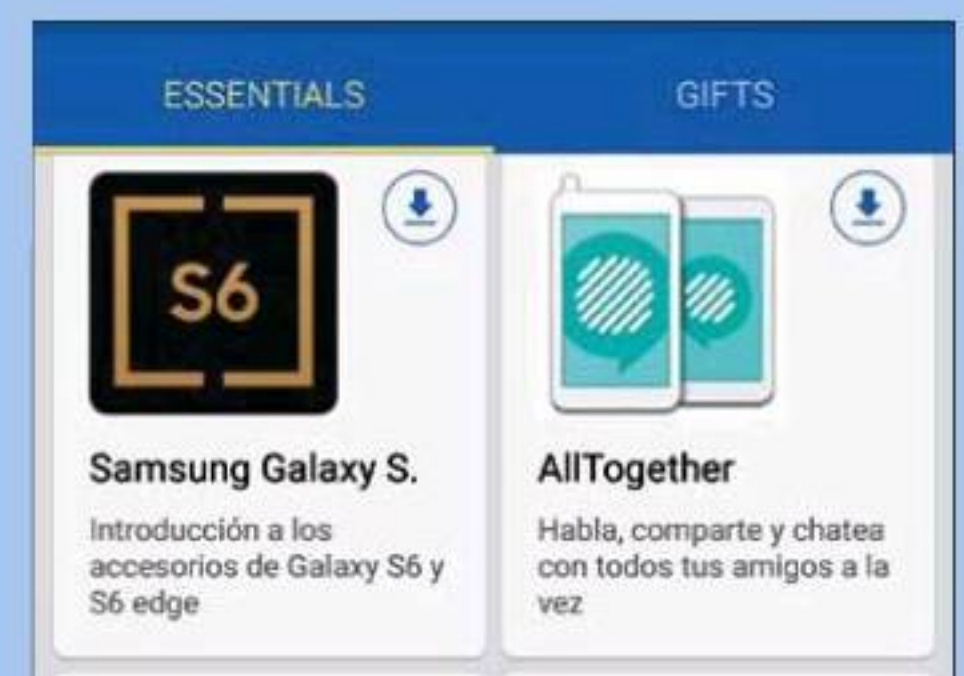 ESSENTIALS
GIFTS
S6
Samsung Galaxy S.
Introducción a los
accesorios de Galaxy S6 y
S6 edge
AllTogether
Habla, comparte y chatea
con todos tus amigos a la
vez